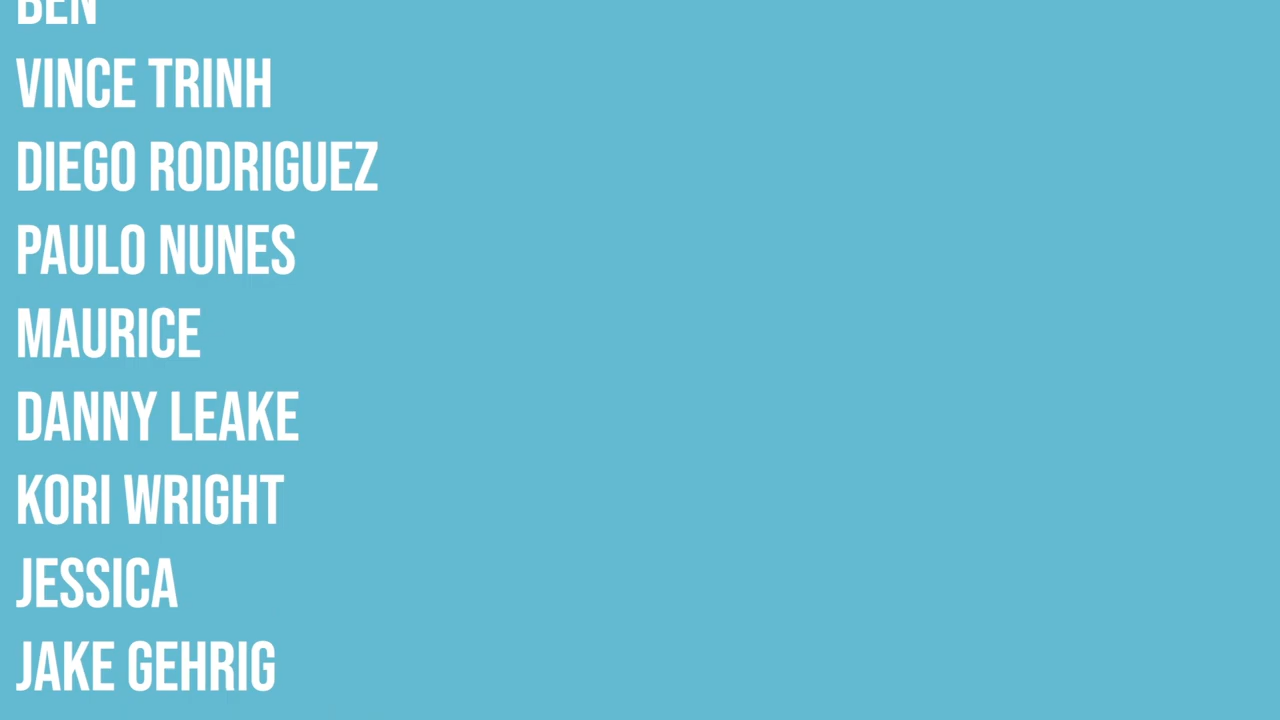 BEN
VINCE TRINH
DIEGO RODRIGUEZ
PAULO NUNES
MAURICE
DANNY LEAKE
KORI WRIGHT
JESSICA
JAKE GEHRIG